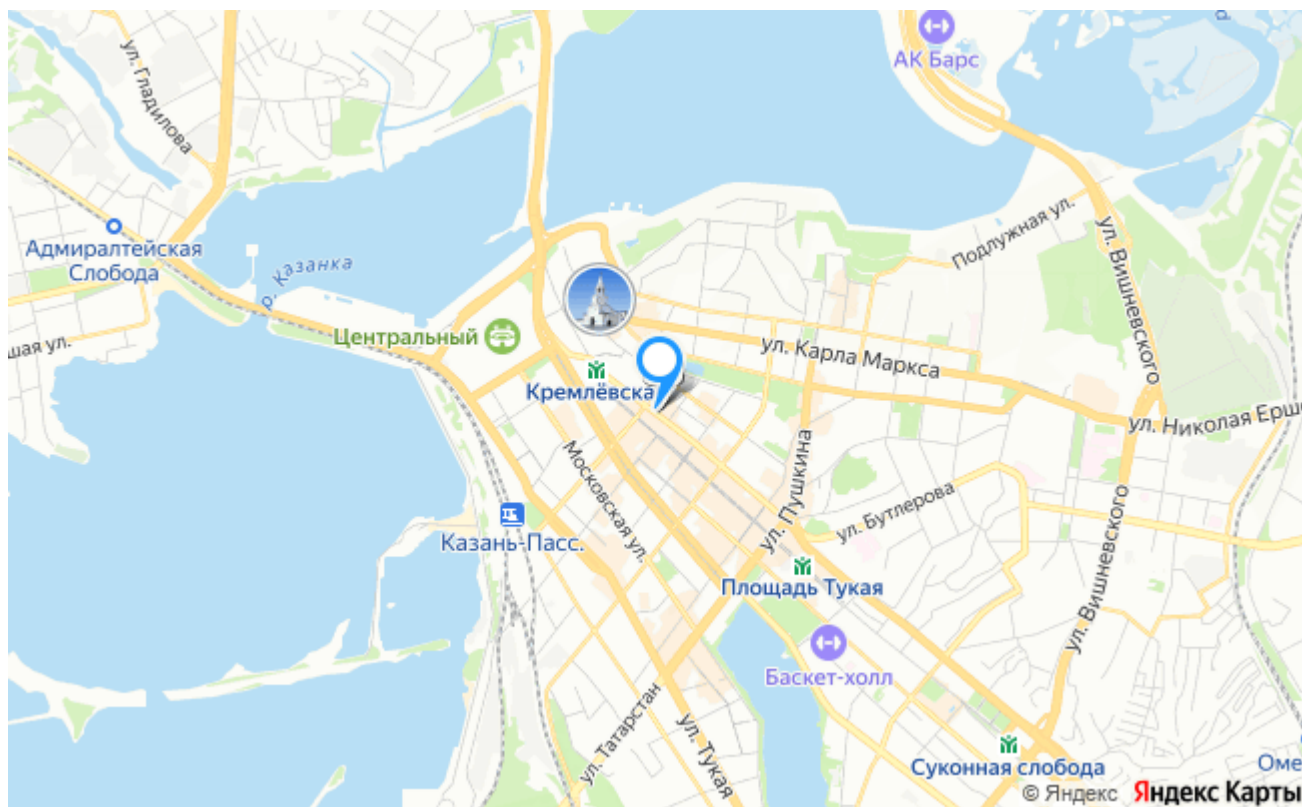 АК Барс
ул. Гладилова
Адмиралтейская
Слобода
р. Казанка
Подлужная ул.
ул. Вишневского
Центральный
шая ул.
ул. Карла Маркса
Кремлёвска
ул. Николая Ерш
Московская ул.
ул. Пушкина
ул. Бутлерова
Казань-Пасс.
Площадь Тукая
ул. Вишневского
Баскет-холл
ул. Татарстан
ул. Тукая
Суконная слобода
Оме
© Яндекс Яндекс Карты